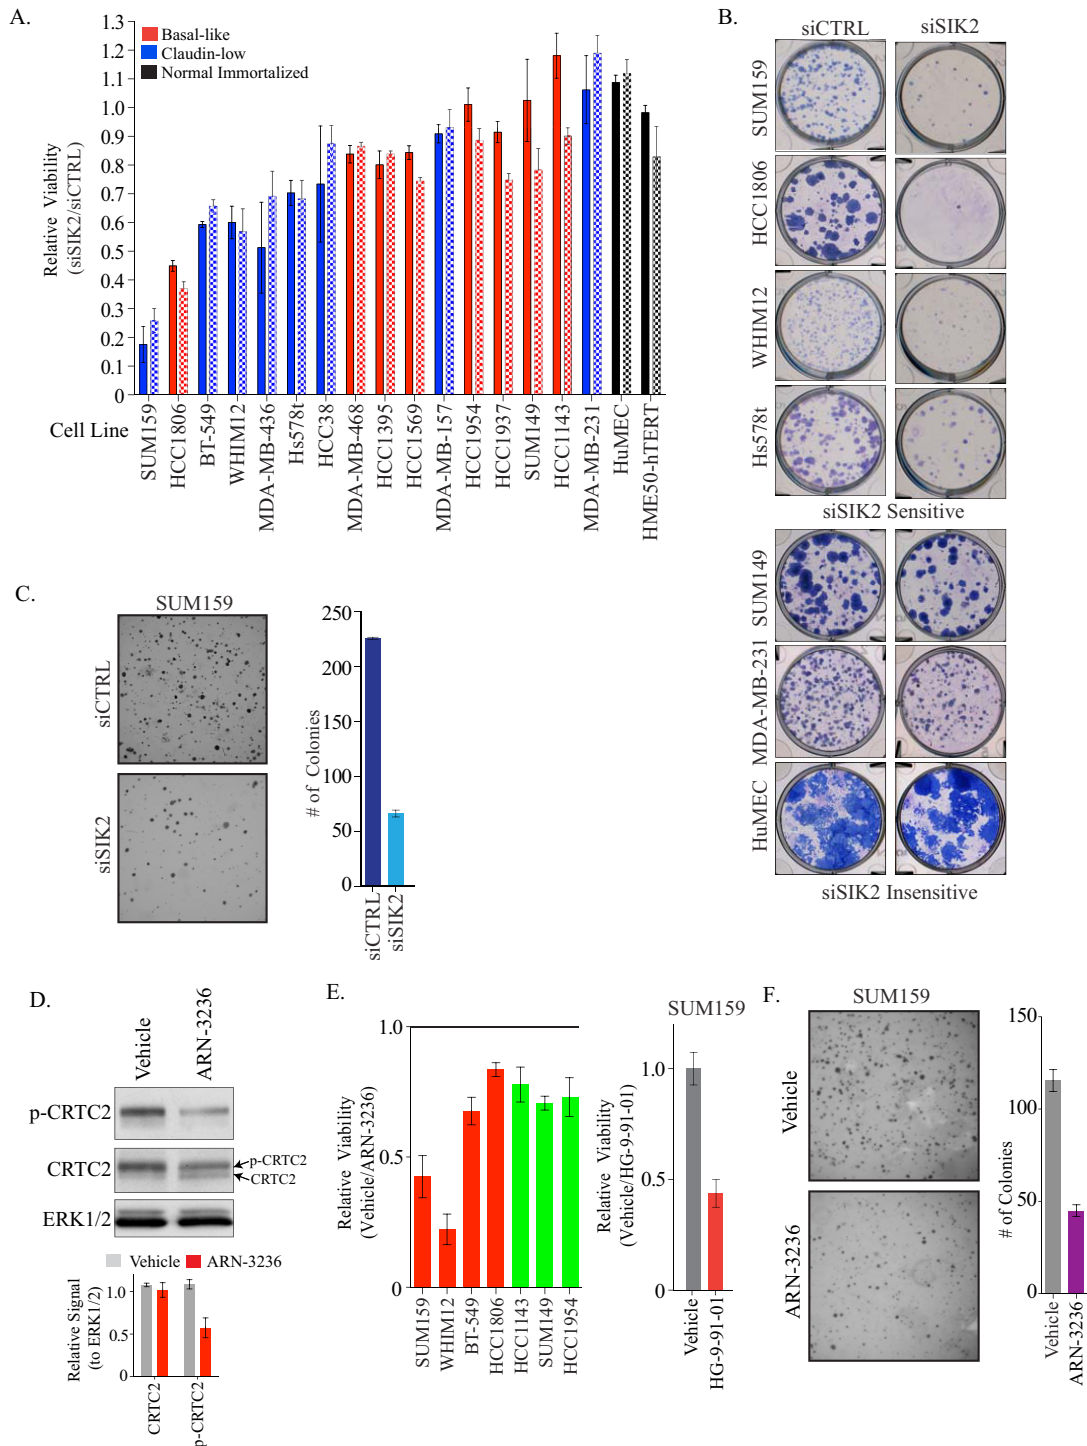 A.
1.3
1.2
1.1
1.0
0.9
0.8
0.7
0.6
0.5
0.4
0.3
0.2
0.1
0
Relative Viability
(siSIK2/siCTRL)
Basal-like
Claudin-low
Normal Immortalized
Cell Line
SUM159
HCC1806
BT-549
WHIM12
MDA-MB-436
Hs578t
HCC38
MDA-MB-468
HCC1395
HCC1569
MDA-MB-157
HCC1954
HCC1937
SUM149
HCC1143
MDA-MB-231
HuMEC
HME50-hTERT
B.
siCTRL
siSIK2
SUM159
HCC1806
WHIM12
Hs578t
siSIK2 Sensitive
SUM149
MDA-MB-231
HuMEC
siSIK2 Insensitive
C.
SUM159
siCTRL
siSIK2
# of Colonies
250
200
150
100
50
0
siCTRL
siSIK2
D.
Vehicle
ARN-3236
p-CRTC2
CRTC2
p-CRTC2
CRTC2
ERK1/2
Vehicle
ARN-3236
Relative Signal
(to ERK1/2)
1.0
0.5
0
CRTC2
p-CRTC2
E.
Relative Viability
(Vehicle/ARN-3236)
1.0
0.5
0
SUM159
WHIM12
BT-549
HCC1806
HCC1143
SUM149
HCC1954
SUM159
Relative Viability
(Vehicle/HG-9-91-01)
1.0
0.5
0
Vehicle
HG-9-91-01
F.
SUM159
Vehicle
ARN-3236
# of Colonies
150
100
50
0
Vehicle
ARN-3236